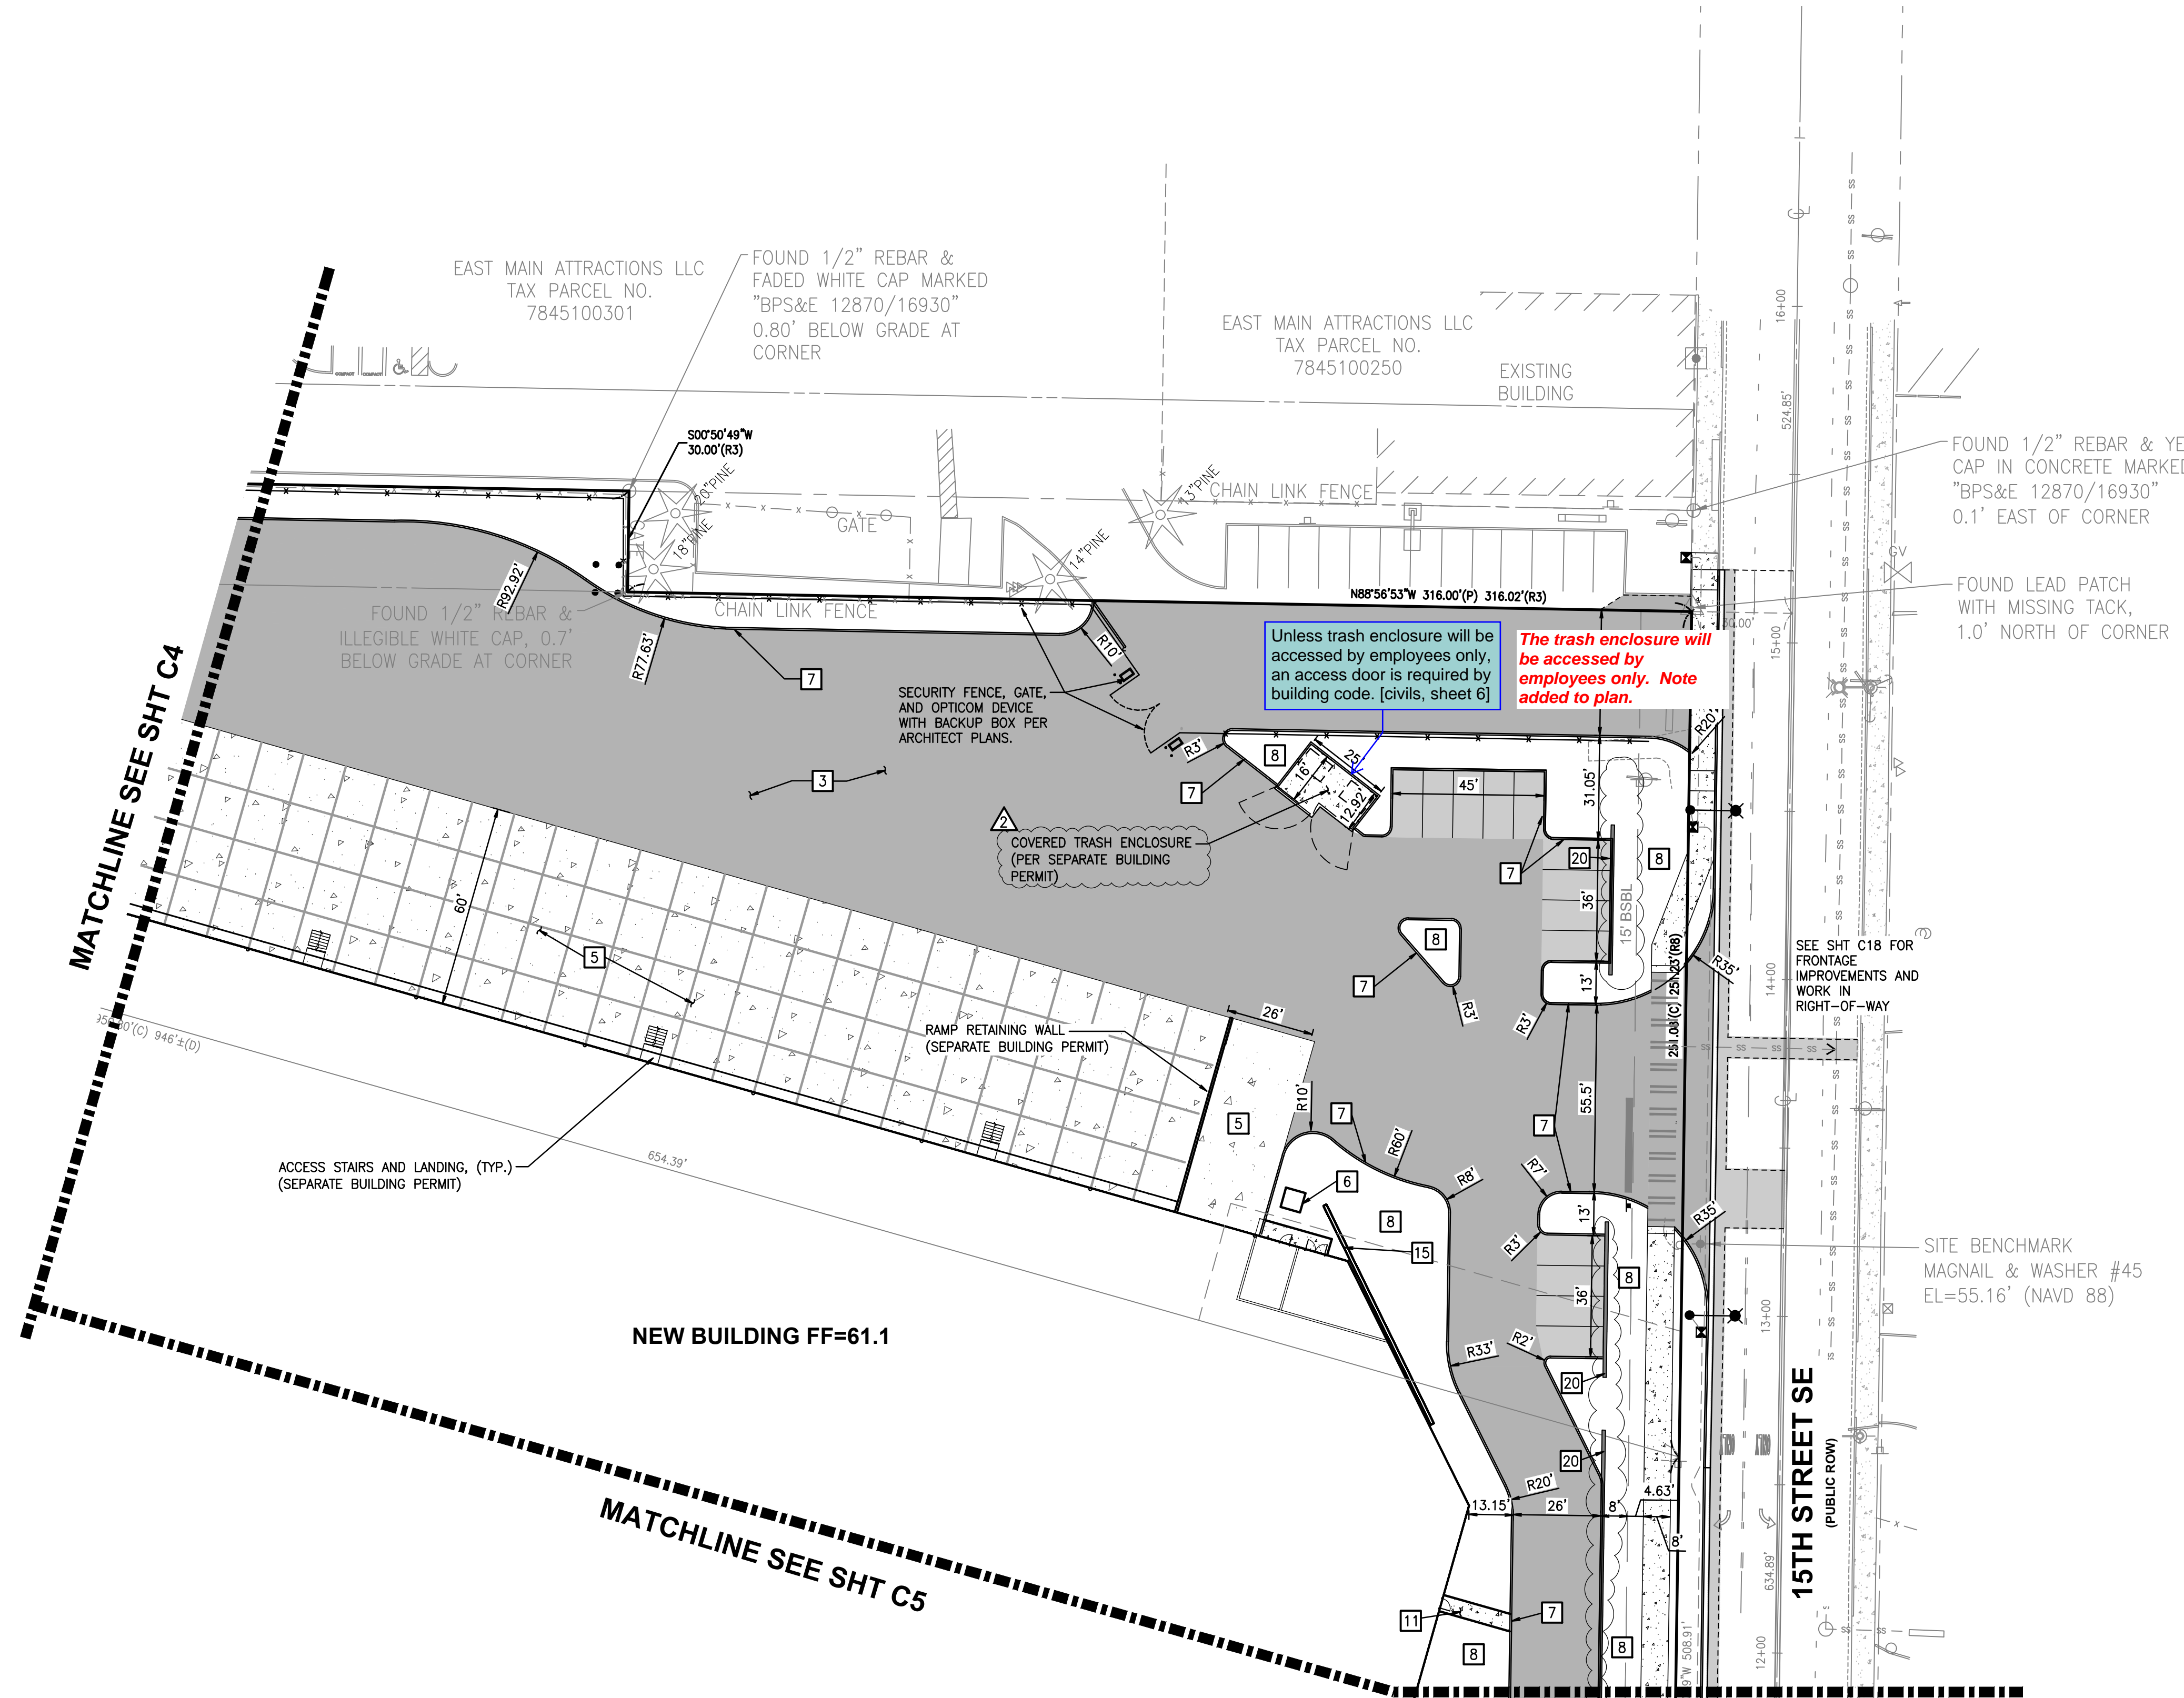 EAST MAIN ATTRACTIONS LLC
TAX PARCEL NO.
7845100301
FOUND 1/2" REBAR &
FADED WHITE CAP MARKED
"BPS&E 12870/16930"
0.80' BELOW GRADE AT
CORNER
EAST MAIN ATTRACTIONS LLC
TAX PARCEL NO.
7845100250
EXISTING
BUILDING
COMPACT
COMPACT
16+00
524.85'
SS
FOUND 1/2" REBAR & YE
CAP IN CONCRETE MARKED
"BPS&E 12870/16930"
0.1' EAST OF CORNER
S00°50'49"W
30.00'(R3)
20"PINE
18"PINE
GATE
13"PINE
14"PINE
CHAIN LINK FENCE
GV
FOUND LEAD PATCH
WITH MISSING TACK,
1.0' NORTH OF CORNER
R92.92'
FOUND 1/2" REBAR &
ILLEGIBLE WHITE CAP, 0.7'
BELOW GRADE AT CORNER
CHAIN LINK FENCE
N88°56'53"W 316.00'(P) 316.02'(R3)
30.00'
15+00
R77.63'
R10'
7
Unless trash enclosure will be
accessed by employees only,
an access door is required by
building code. [civils, sheet 6]
The trash enclosure will
be accessed by
employees only. Note
added to plan.
SECURITY FENCE, GATE,
AND OPTICOM DEVICE
WITH BACKUP BOX PER
ARCHITECT PLANS.
R20'
MATCHLINE SEE SHT C4
R3'
8
25'
16'
12.92'
45'
31.05'
3
7
2
COVERED TRASH ENCLOSURE
(PER SEPARATE BUILDING
PERMIT)
7
20
8
36'
15' BSBL
60'
5
8
7
R3'
13'
R3'
R35'
251.08'(C) 251.23'(R8)
14+00
SEE SHT C18 FOR
FRONTAGE
IMPROVEMENTS AND
WORK IN
RIGHT-OF-WAY
26'
RAMP RETAINING WALL
(SEPARATE BUILDING PERMIT)
946'±(D)
5
R10'
7
R60'
7
55.5'
ACCESS STAIRS AND LANDING, (TYP.)
(SEPARATE BUILDING PERMIT)
654.39'
6
R8'
R7'
8
15
13'
R3'
R35'
SITE BENCHMARK
MAGNAIL & WASHER #45
EL=55.16' (NAVD 88)
8
36'
13+00
NEW BUILDING FF=61.1
R33'
R2'
20
20
R20'
13.15'
26'
8'
4.63'
8'
15TH STREET SE
(PUBLIC ROW)
MATCHLINE SEE SHT C5
634.89'
11
7
8
8
508.91'
12+00